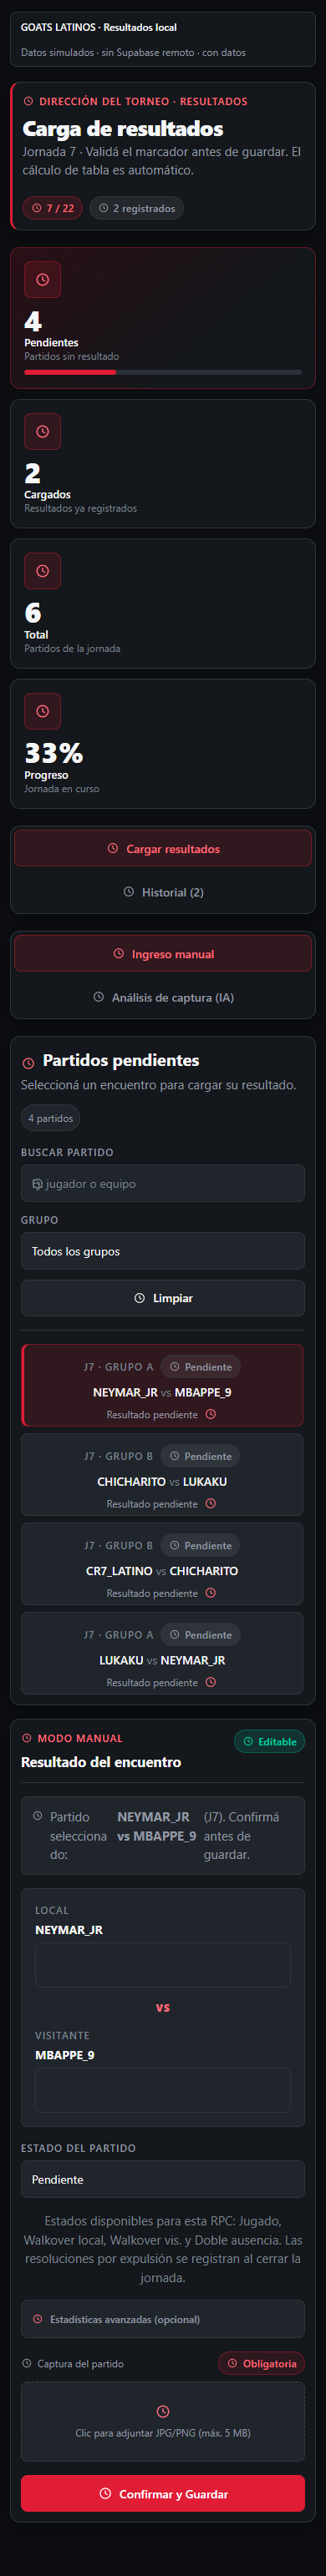 GOATS LATINOS · Resultados local
Datos simulados · sin Supabase remoto · con datos
DIRECCIÓN DEL TORNEO · RESULTADOS
Carga de resultados
Jornada 7 · Validá el marcador antes de guardar. El
cálculo de tabla es automático.
7 / 22
2 registrados
4
Pendientes
Partidos sin resultado
2
Cargados
Resultados ya registrados
6
Total
Partidos de la jornada
33%
Progreso
Jornada en curso
Cargar resultados
Historial (2)
Ingreso manual
Análisis de captura (IA)
Partidos pendientes
Seleccioná un encuentro para cargar su resultado.
4 partidos
BUSCAR PARTIDO
jugador o equipo
GRUPO
Todos los grupos
Limpiar
J7 · GRUPO A Pendiente
NEYMAR_JR vs MBAPPE_9
Resultado pendiente
J7 · GRUPO B Pendiente
CHICHARITO vs LUKAKU
Resultado pendiente
J7 · GRUPO B Pendiente
CR7_LATINO vs CHICHARITO
Resultado pendiente
J7 · GRUPO A Pendiente
LUKAKU vs NEYMAR_JR
Resultado pendiente
MODO MANUAL
Editable
Resultado del encuentro
Partido NEYMAR_JR (J7). Confirmá
selecciona vs MBAPPE_9 antes de
do: guardar.
LOCAL
NEYMAR_JR
VS
VISITANTE
MBAPPE_9
ESTADO DEL PARTIDO
Pendiente
Estados disponibles para esta RPC: Jugado,
Walkover local, Walkover vis. y Doble ausencia. Las
resoluciones por expulsión se registran al cerrar la
jornada.
Estadísticas avanzadas (opcional)
Captura del partido
Obligatoria
Clic para adjuntar JPG/PNG (máx. 5 MB)
Confirmar y Guardar